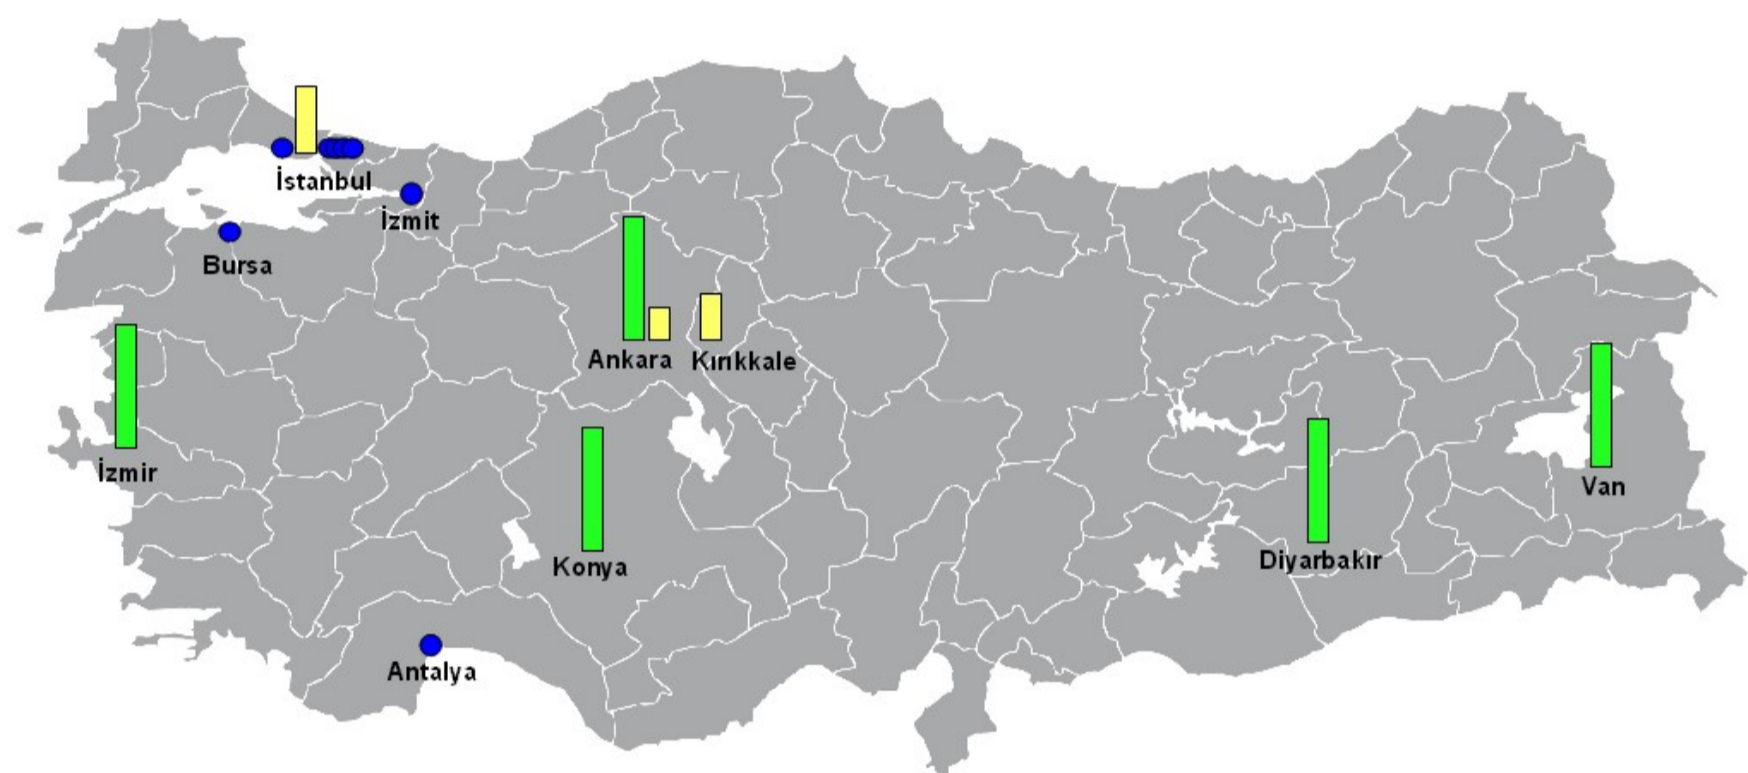 İstanbul
İzmit
Bursa
Ankara
Kırıkkale
İzmir
Van
Konya
Diyarbakır
Antalya